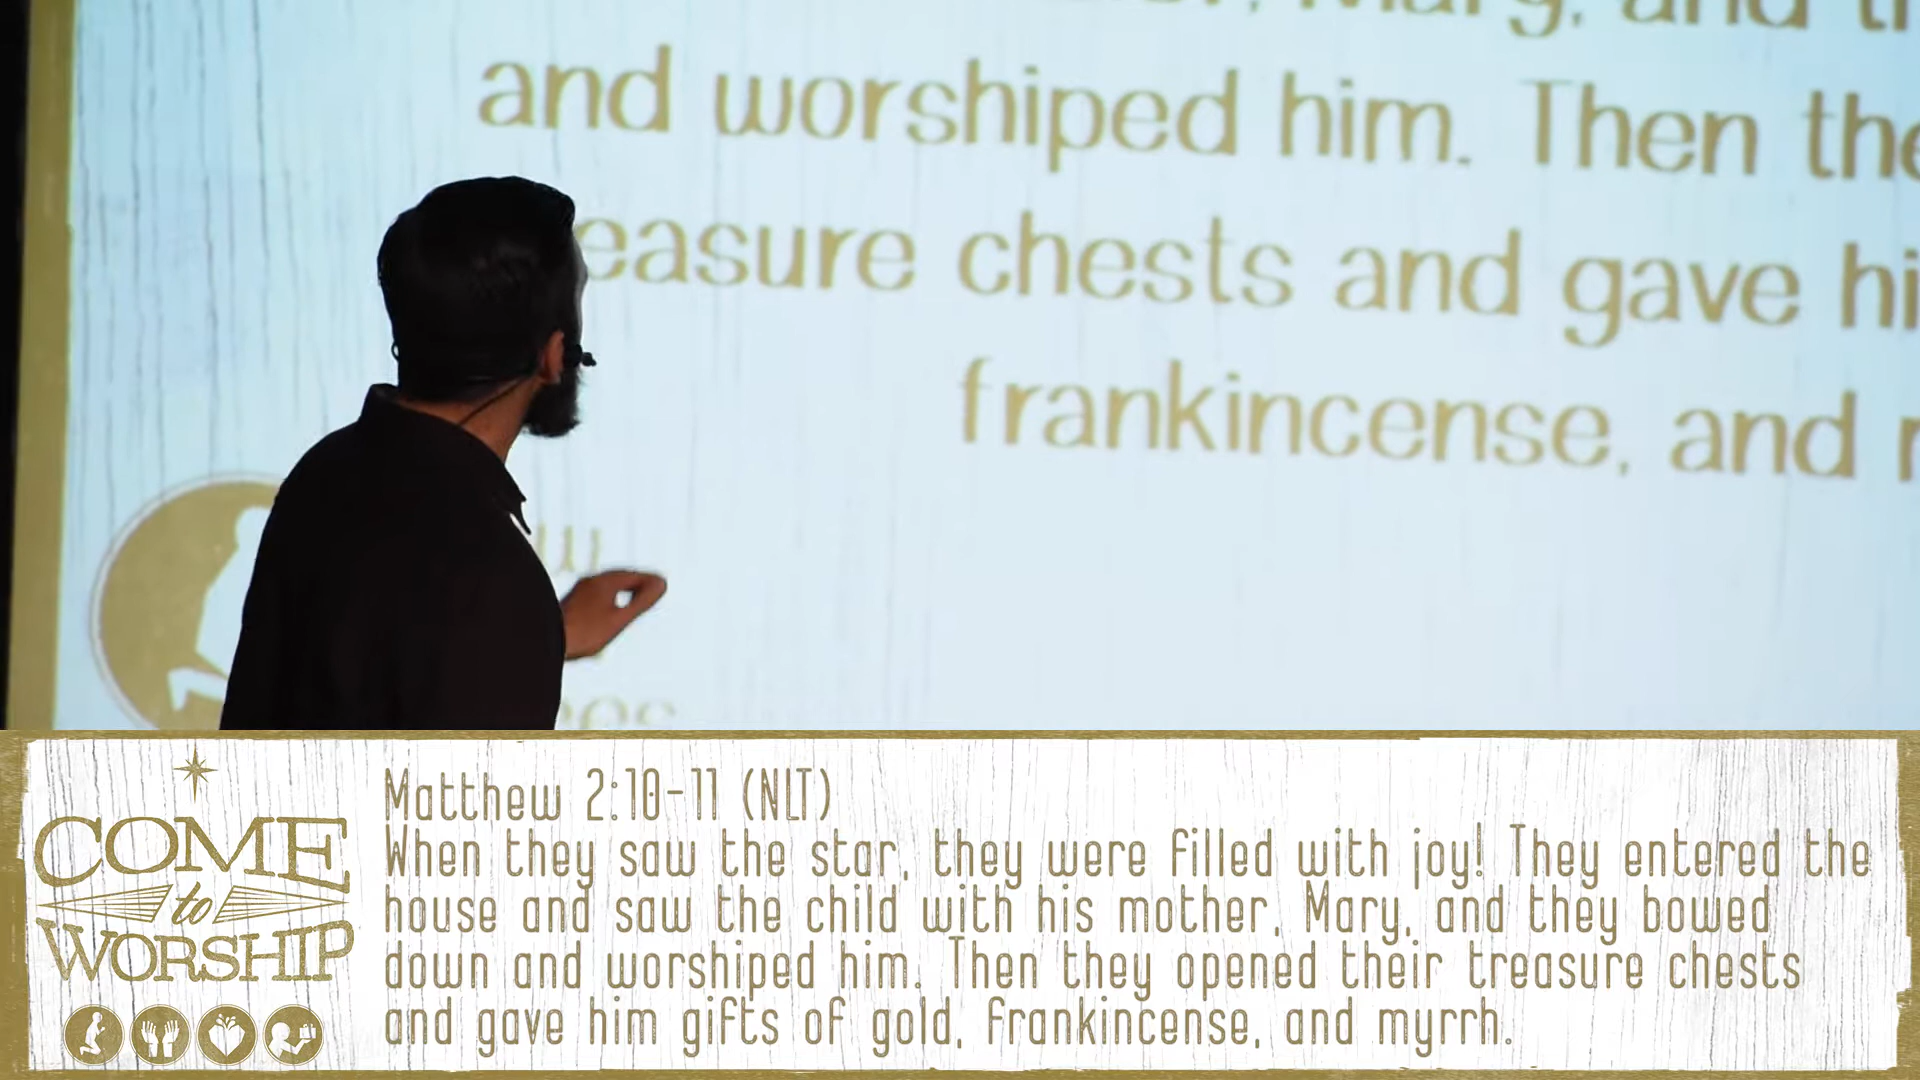 Mary, and
and worshiped him. Then
easure chests and gave
frankincense, and
COME
to
WORSHIP
Matthew 2:10-11 (NLT)
When they saw the star, they were filled with joy! They entered the
house and saw the child with his mother, Mary, and they bowed
down and worshiped him. Then they opened their treasure chests
and gave him gifts of gold, frankincense, and myrrh.